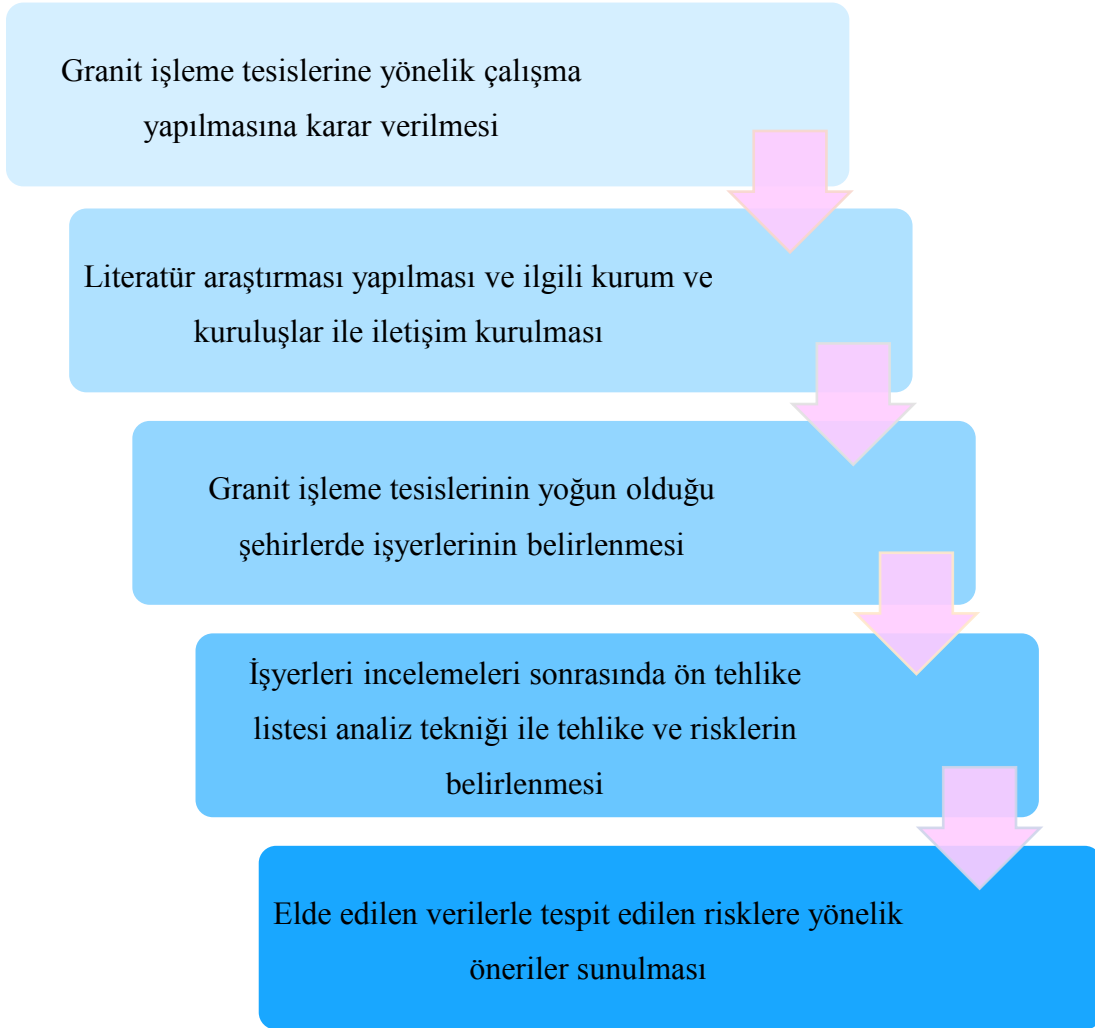 Granit işleme tesislerine yönelik çalışma
yapılmasına karar verilmesi
Literatür araştırması yapılması ve ilgili kurum ve
kuruluşlar ile iletişim kurulması
Granit işleme tesislerinin yoğun olduğu
şehirlerde işyerlerinin belirlenmesi
İşyerleri incelemeleri sonrasında ön tehlike
listesi analiz tekniği ile tehlike ve risklerin
belirlenmesi
Elde edilen verilerle tespit edilen risklere yönelik
öneriler sunulması